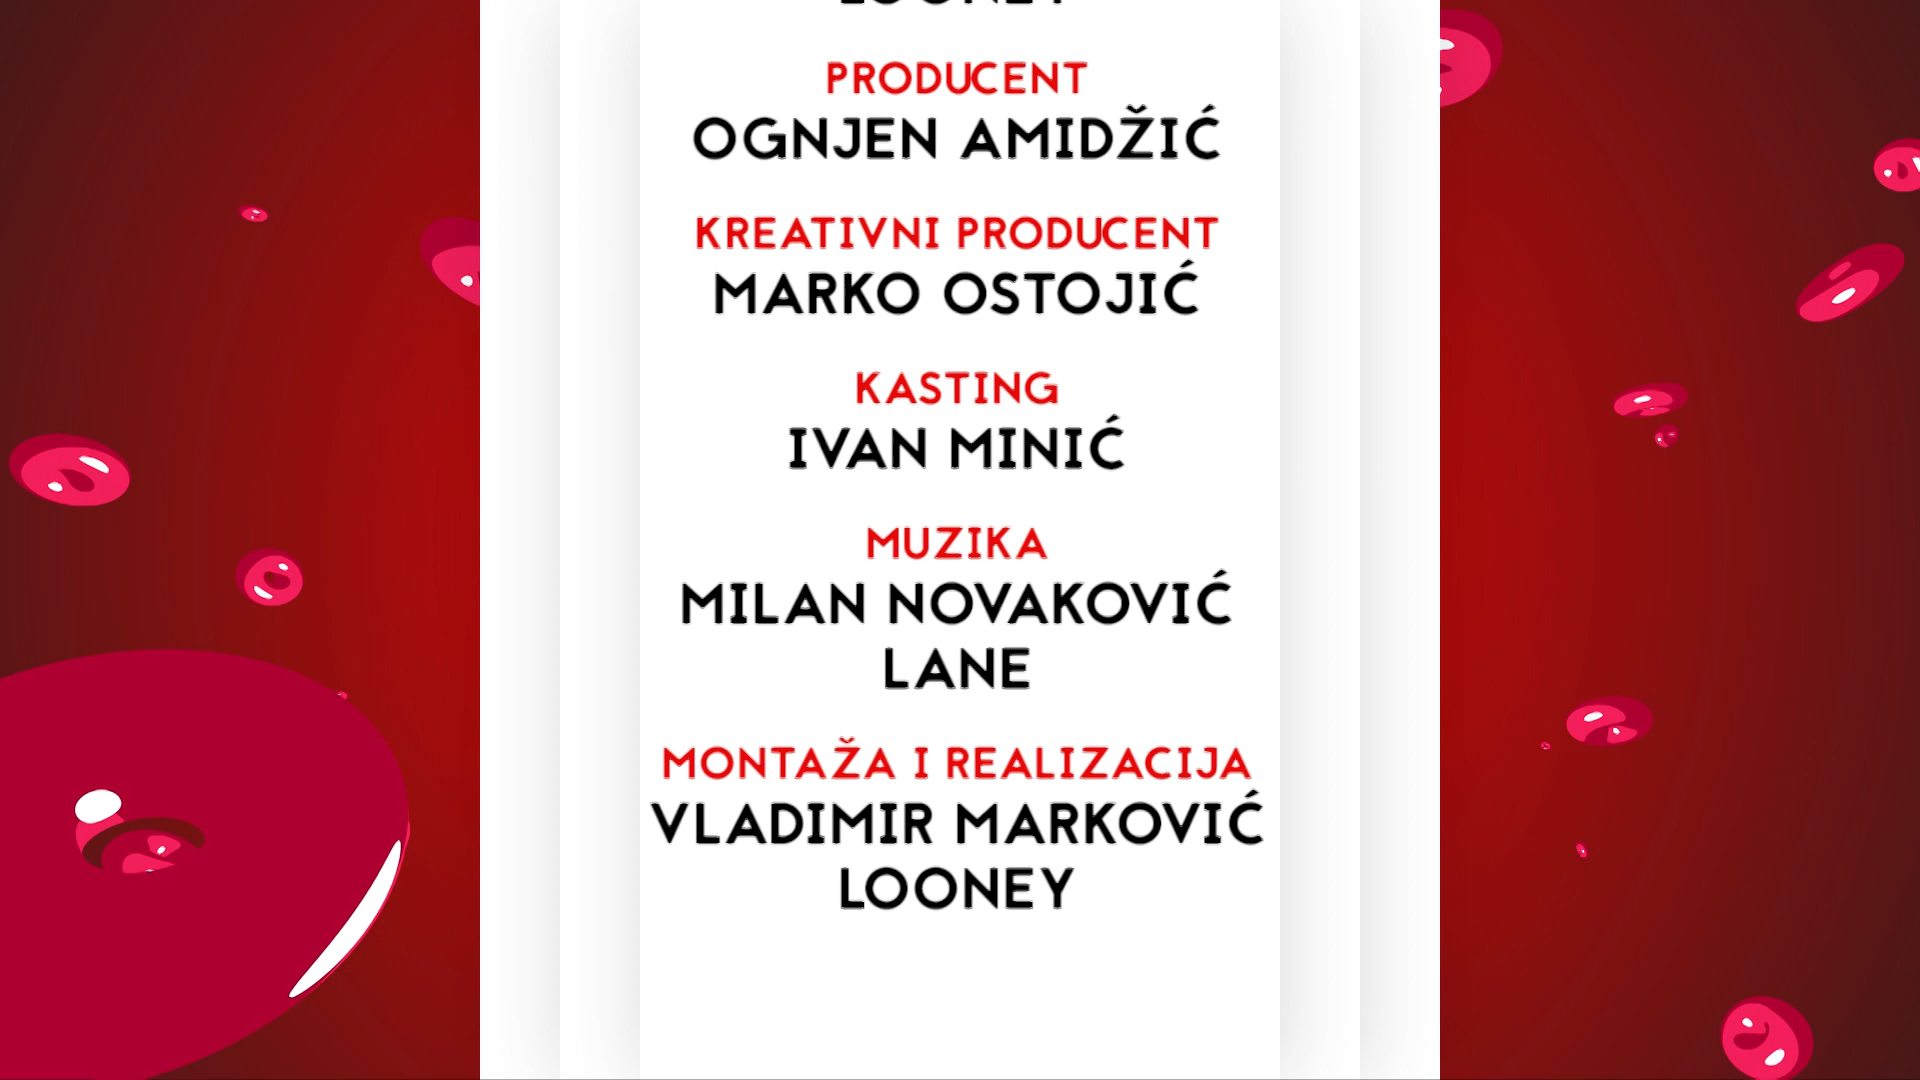 PRODUCENT
OGNJEN AMIDŽIĆ
KREATIVNI PRODUCENT
MARKO OSTOJIĆ
KASTING
IVAN MINIĆ
MUZIKA
MILAN NOVAKOVIĆ
LANE
MONTAŽA I REALIZACIJA
VLADIMIR MARKOVIĆ
LOONEY